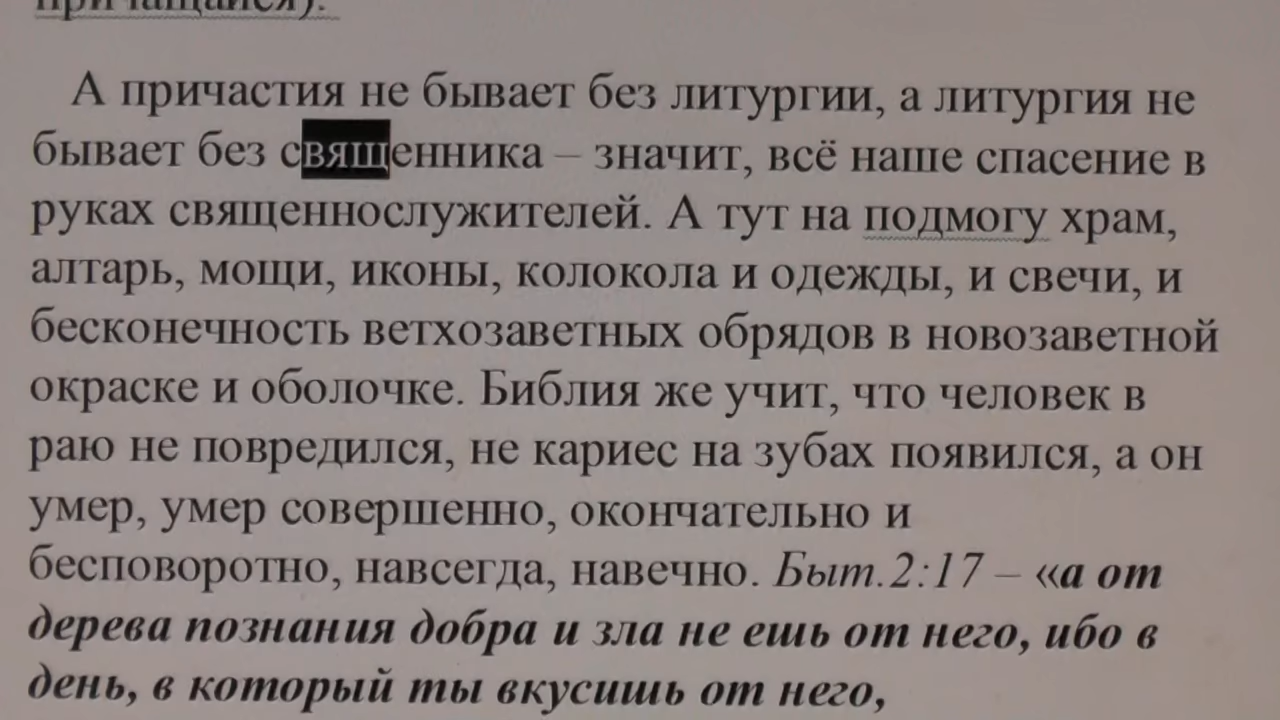 причащайся).
А причастия не бывает без литургии, а литургия не
бывает без священника – значит, всё наше спасение в
руках священнослужителей. А тут на подмогу храм,
алтарь, мощи, иконы, колокола и одежды, и свечи, и
бесконечность ветхозаветных обрядов в новозаветной
окраске и оболочке. Библия же учит, что человек в
раю не повредился, не кариес на зубах появился, а он
умер, умер совершенно, окончательно и
бесповоротно, навсегда, навечно. Быт.2:17 – «а от
дерева познания добра и зла не ешь от него, ибо в
день, в который ты вкусишь от него,